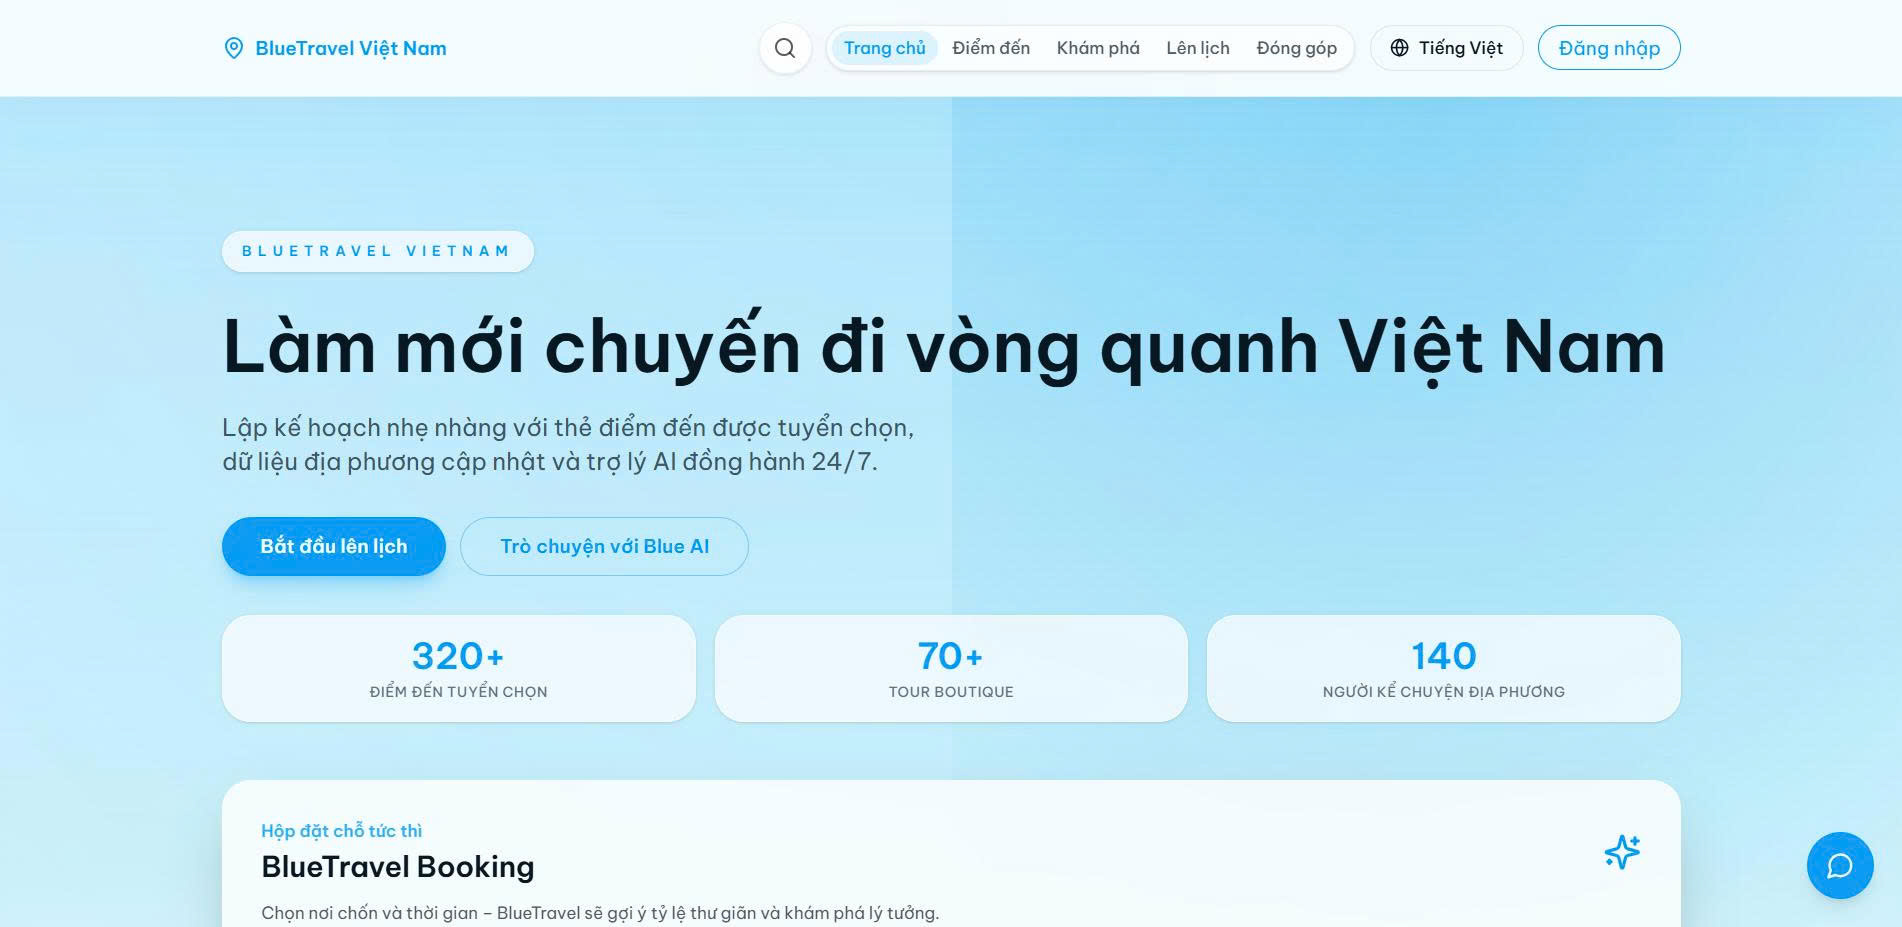 BlueTravel Việt Nam
Trang chủ Điểm đến Khám phá Lên lịch Đóng góp
Tiếng Việt
Đăng nhập
BLUETRAVEL VIETNAM
Làm mới chuyến đi vòng quanh Việt Nam
Lập kế hoạch nhẹ nhàng với thẻ điểm đến được tuyển chọn,
dữ liệu địa phương cập nhật và trợ lý AI đồng hành 24/7.
Bắt đầu lên lịch
Trò chuyện với Blue AI
320+
ĐIỂM ĐẾN TUYỂN CHỌN
70+
TOUR BOUTIQUE
140
NGƯỜI KỂ CHUYỆN ĐỊA PHƯƠNG
Hộp đặt chỗ tức thì
BlueTravel Booking
Chọn nơi chốn và thời gian – BlueTravel sẽ gợi ý tỷ lệ thư giãn và khám phá lý tưởng.